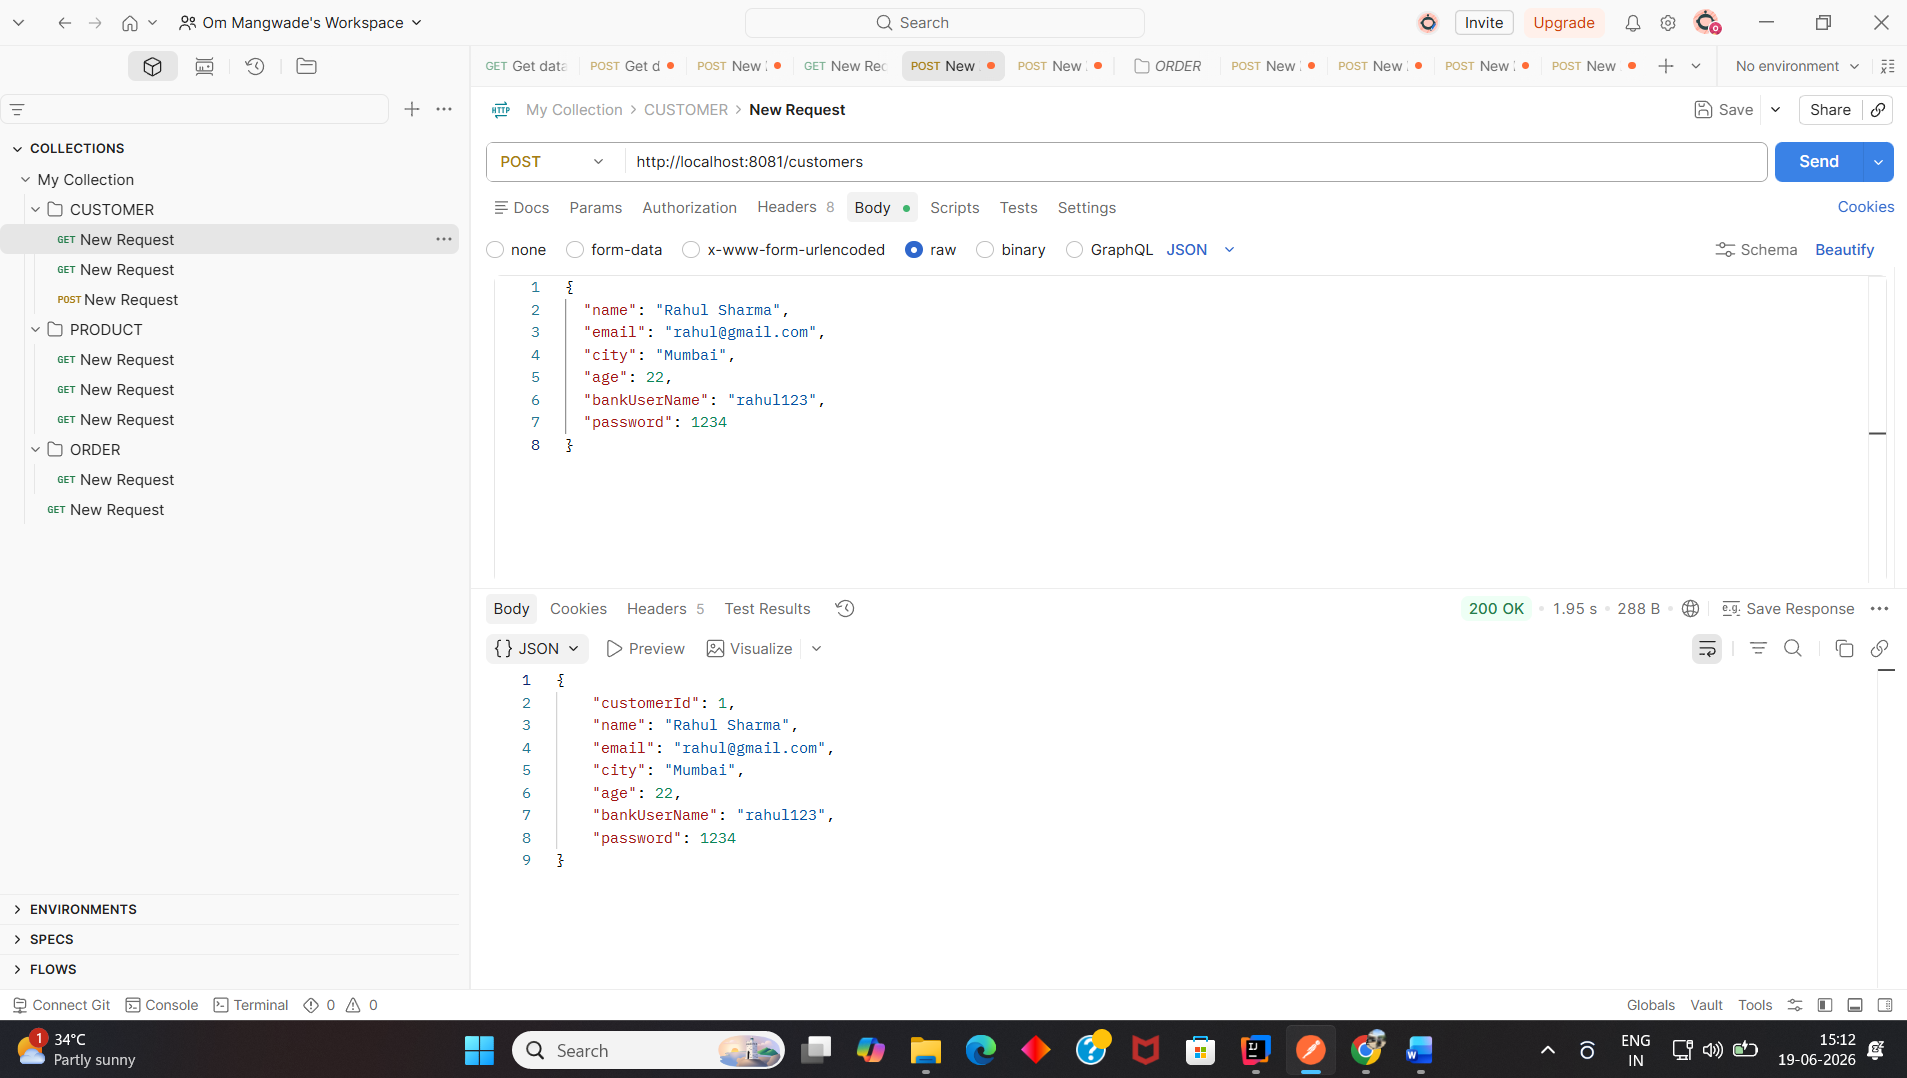 Om Mangwade's Workspace
Search
Invite
Upgrade
GET Get data
POST Get d
POST New
GET New Rec
POST New
POST New
ORDER
POST New
POST New
POST New
POST New
No environment
My Collection > CUSTOMER > New Request
Save
Share
COLLECTIONS
My Collection
CUSTOMER
GET New Request
GET New Request
POST New Request
PRODUCT
GET New Request
GET New Request
GET New Request
ORDER
GET New Request
GET New Request
ENVIRONMENTS
SPECS
FLOWS
HTTP
POST
http://localhost:8081/customers
Send
Docs
Params
Authorization
Headers 8
Body
Scripts
Tests
Settings
Cookies
none
form-data
x-www-form-urlencoded
raw
binary
GraphQL
JSON
Schema
Beautify
1 {
2 "name": "Rahul Sharma",
3 "email": "rahul@gmail.com",
4 "city": "Mumbai",
5 "age": 22,
6 "bankUserName": "rahul123",
7 "password": 1234
8 }
Body
Cookies
Headers 5
Test Results
200 OK
1.95 s
288 B
e.g. Save Response
{} JSON
Preview
Visualize
1 {
2 "customerId": 1,
3 "name": "Rahul Sharma",
4 "email": "rahul@gmail.com",
5 "city": "Mumbai",
6 "age": 22,
7 "bankUserName": "rahul123",
8 "password": 1234
9 }
Connect Git
Console
Terminal
0
0
Globals
Vault
Tools
1
34°C
Partly sunny
Search
ENG
IN
15:12
19-06-2026